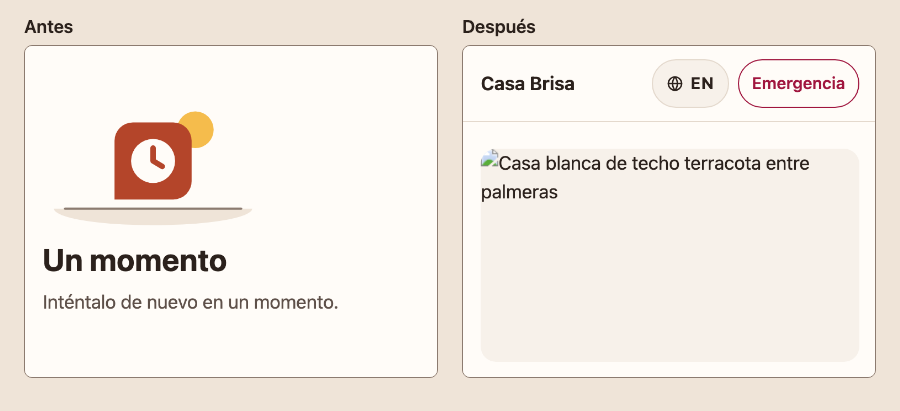 Antes
Un momento
Inténtalo de nuevo en un momento.
Después
Casa Brisa
EN
Emergencia
Casa blanca de techo terracota entre
palmeras